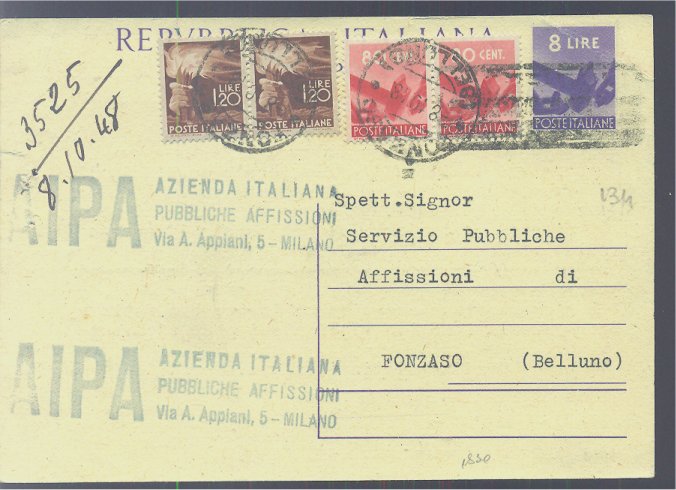 REPVBBLICA ITALIANA
LIRE
1,20
POSTE ITALIANE
LIRE
1,20
POSTE ITALIANE
80 CENT.
POSTE ITALIANE
80 CENT.
POSTE ITALIANE
8 LIRE
POSTE ITALIANE
3525
8.10.48
AIPA
AZIENDA ITALIANA
PUBBLICHE AFFISSIONI
Via A. Appiani, 5 - MILANO
134
Spett.Signor
Servizio Pubbliche
Affissioni di
FONZASO (Belluno)
AIPA
AZIENDA ITALIANA
PUBBLICHE AFFISSIONI
Via A. Appiani, 5 - MILANO